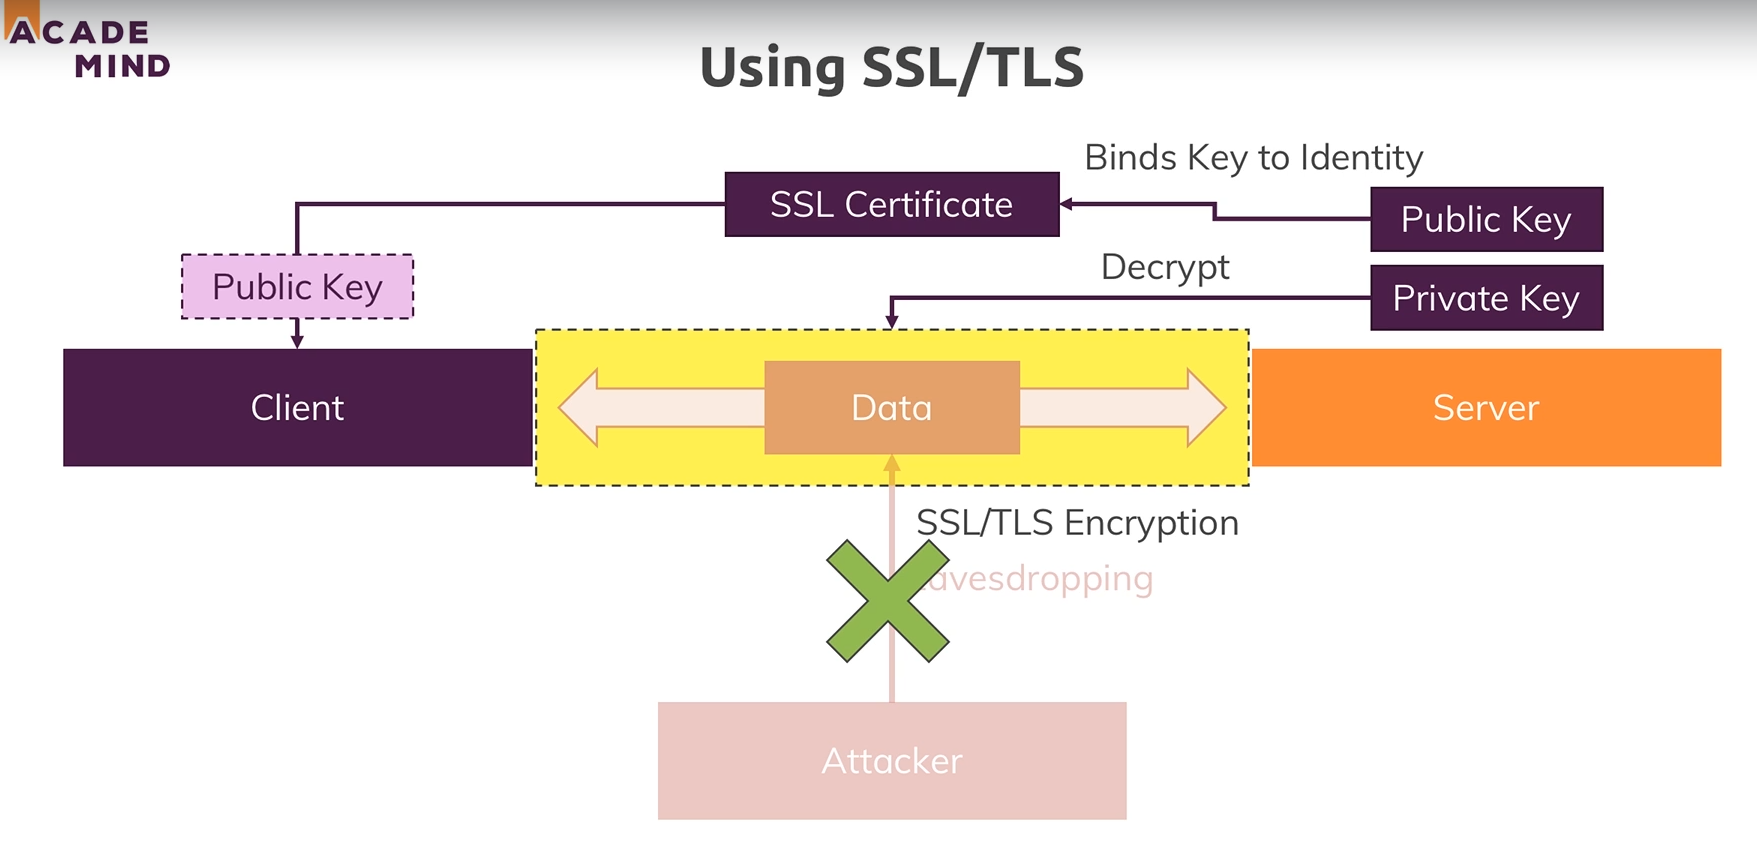 ACADE
MIND
Using SSL/TLS
Binds Key to Identity
SSL Certificate
Public Key
Decrypt
Public Key
Private Key
Client
Data
Server
SSL/TLS Encryption
avesdropping
Attacker